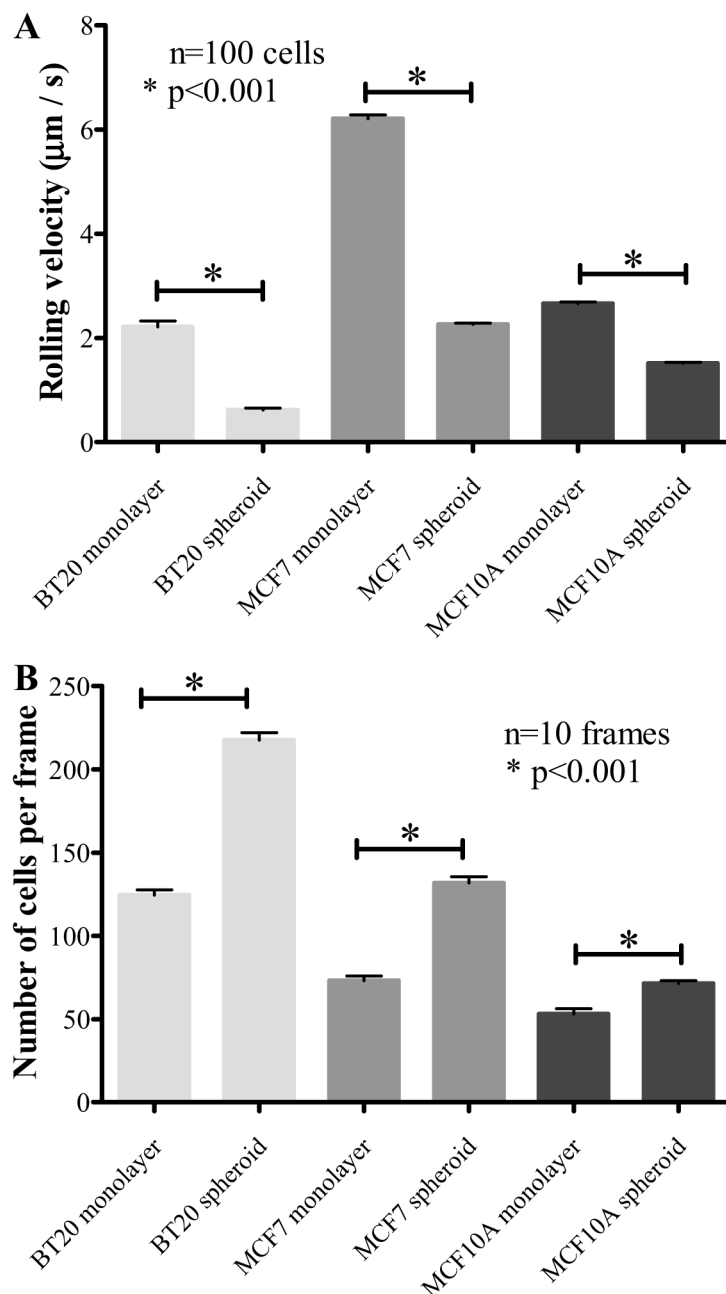 A
8
n=100 cells
* p<0.001
*
6
Rolling velocity (μm / s)
4
*
*
2
0
BT20 monolayer
BT20 spheroid
MCF7 monolayer
MCF7 spheroid
MCF10A monolayer
MCF10A spheroid
B
250
*
n=10 frames
* p<0.001
200
Number of cells per frame
150
*
100
*
50
0
BT20 monolayer
BT20 spheroid
MCF7 monolayer
MCF7 spheroid
MCF10A monolayer
MCF10A spheroid